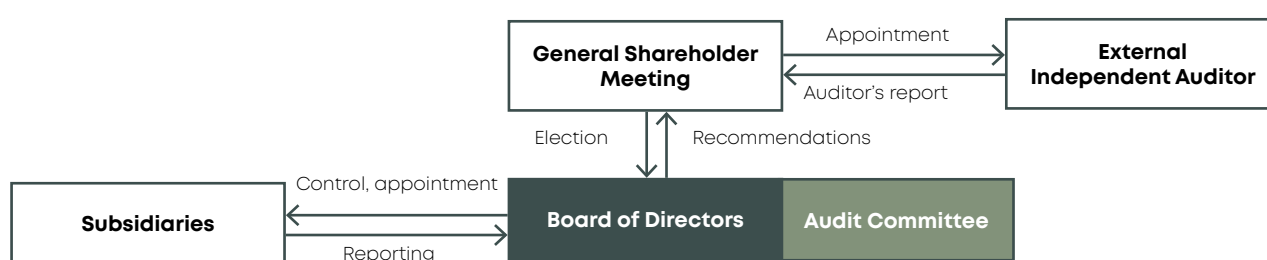 General Shareholder
Meeting
Appointment
External
Independent Auditor
Auditor's report
Election
Recommendations
Control, appointment
Subsidiaries
Board of Directors
Audit Committee
Reporting